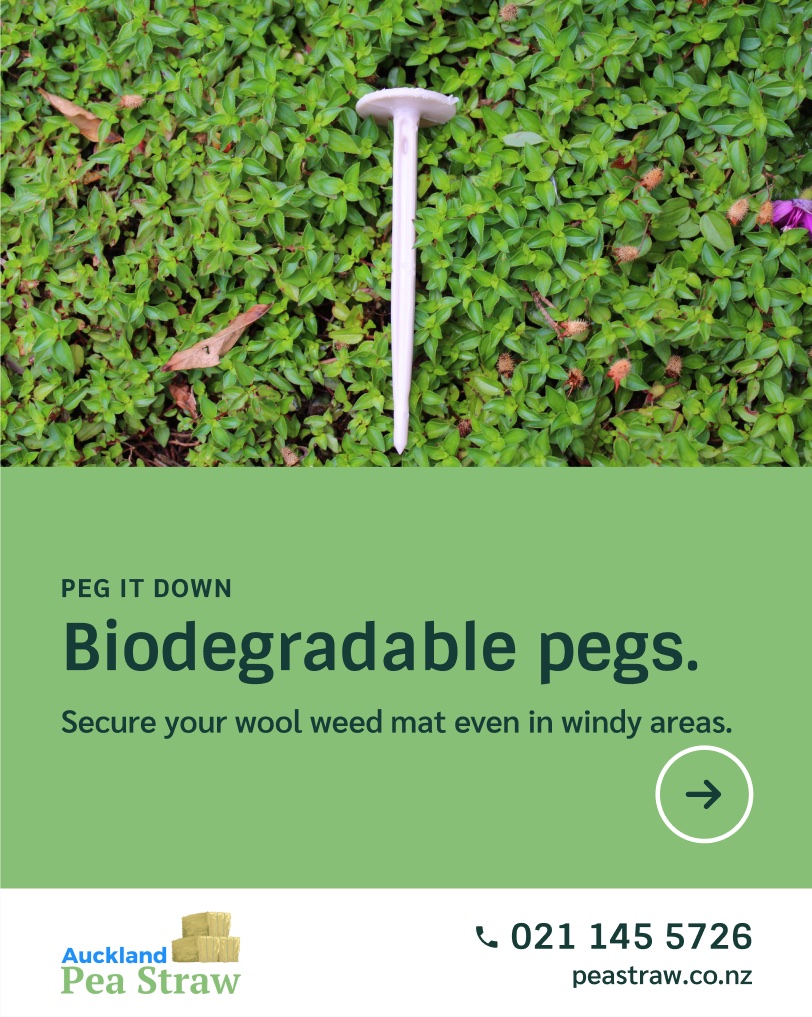 PEG IT DOWN
Biodegradable pegs.
Secure your wool weed mat even in windy areas.
Auckland
Pea Straw
021 145 5726
peastraw.co.nz